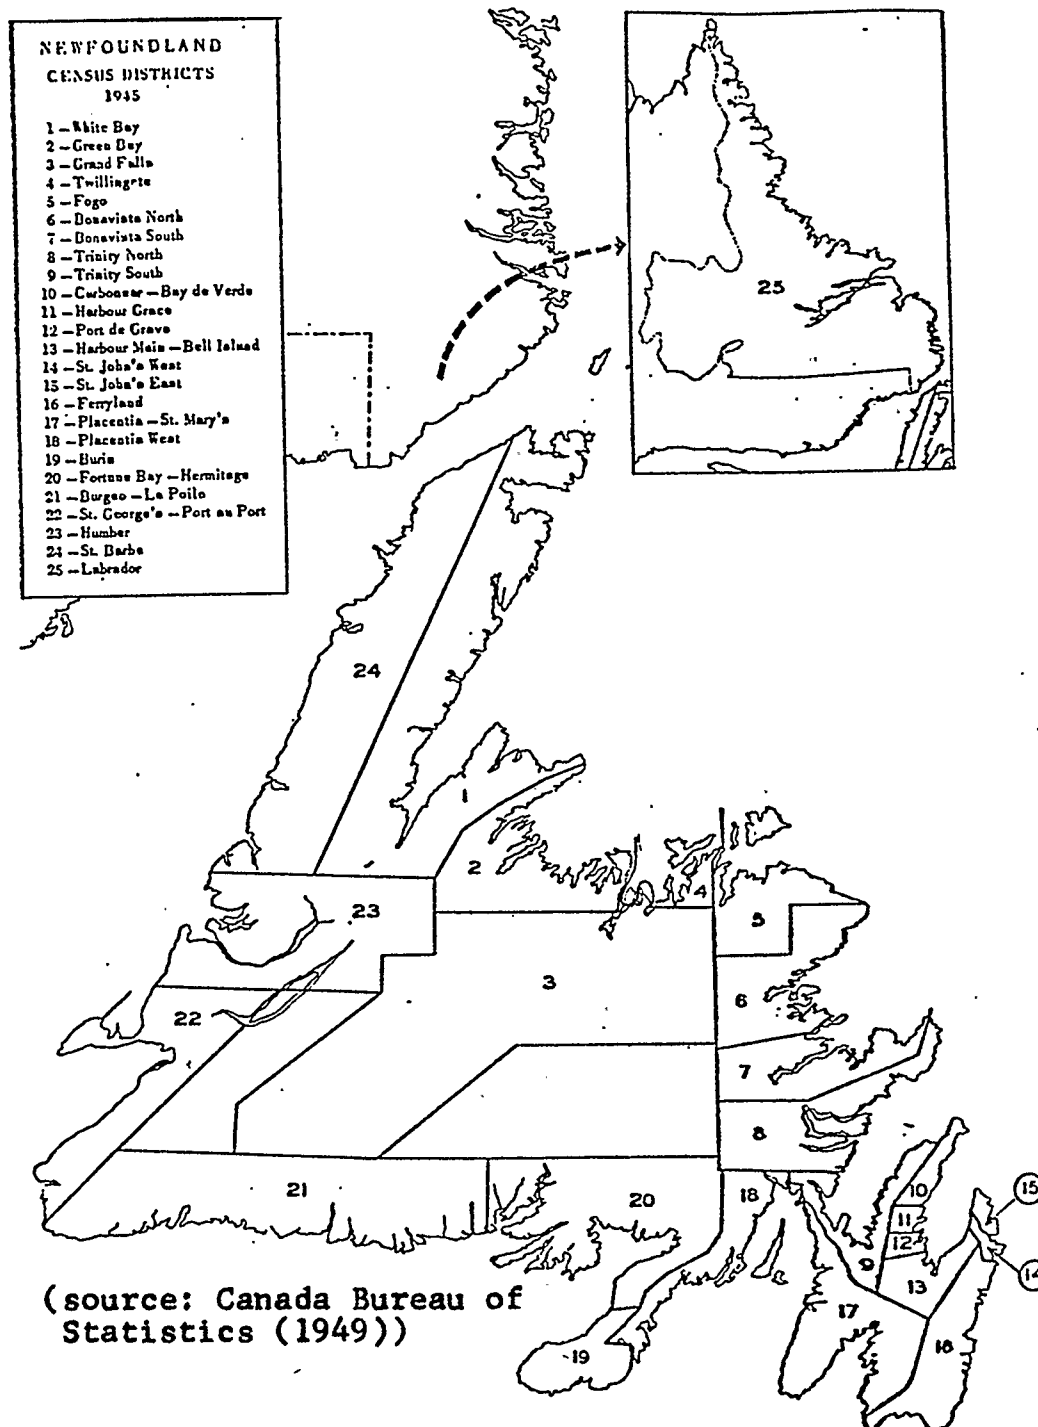 NEWFOUNDLAND
CENSUS DISTRICTS
1945
1 – White Bay
2 – Green Bay
3 – Grand Falls
4 – Twillingate
5 – Fogo
6 – Bonavista North
7 – Bonavista South
8 – Trinity North
9 – Trinity South
10 – Carbonear – Bay de Verde
11 – Harbour Grace
12 – Port de Grave
13 – Harbour Main – Bell Island
14 – St. John's West
15 – St. John's East
16 – Ferryland
17 – Placentia – St. Mary's
18 – Placentia West
19 – Burin
20 – Fortune Bay – Hermitage
21 – Burgeo – La Poile
22 – St. George's – Port au Port
23 – Humber
24 – St. Barbe
25 – Labrador
25
24
1
2
4
23
5
3
6
22
7
8
21
20
18
10
15
11
12
9
13
14
17
16
19
(source: Canada Bureau of
Statistics (1949))